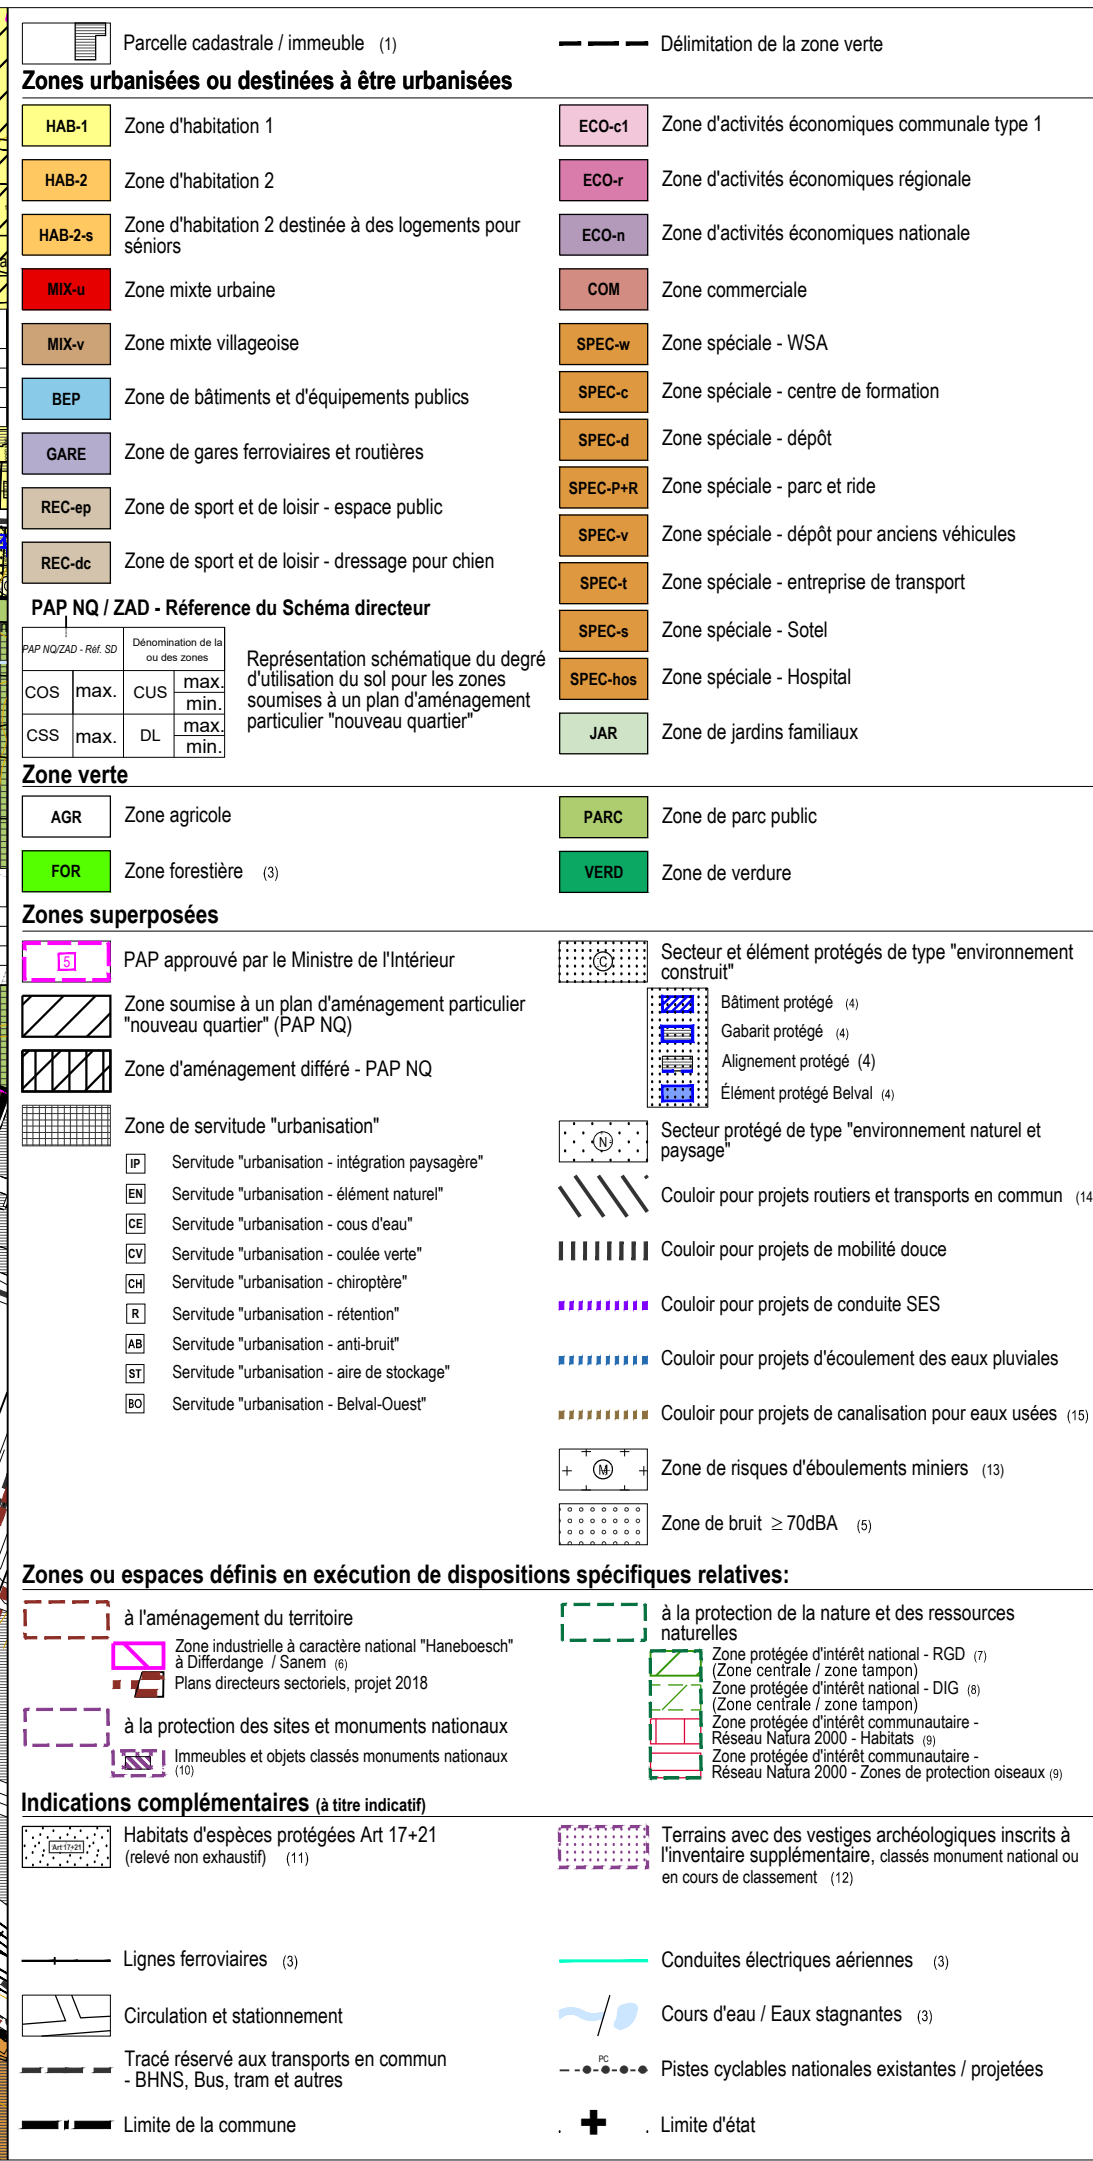 Parcelle cadastrale / immeuble (1)
Délimitation de la zone verte
Zones urbanisées ou destinées à être urbanisées
HAB-1 Zone d'habitation 1
HAB-2 Zone d'habitation 2
HAB-2-s Zone d'habitation 2 destinée à des logements pour
séniors
MIX-u Zone mixte urbaine
MIX-v Zone mixte villageoise
BEP Zone de bâtiments et d'équipements publics
GARE Zone de gares ferroviaires et routières
REC-ep Zone de sport et de loisir - espace public
REC-dc Zone de sport et de loisir - dressage pour chien
ECO-c1 Zone d'activités économiques communale type 1
ECO-r Zone d'activités économiques régionale
ECO-n Zone d'activités économiques nationale
COM Zone commerciale
SPEC-w Zone spéciale - WSA
SPEC-c Zone spéciale - centre de formation
SPEC-d Zone spéciale - dépôt
SPEC-P+R Zone spéciale - parc et ride
SPEC-v Zone spéciale - dépôt pour anciens véhicules
SPEC-t Zone spéciale - entreprise de transport
SPEC-s Zone spéciale - Sotel
SPEC-hos Zone spéciale - Hospital
JAR Zone de jardins familiaux
PAP NQ / ZAD - Réference du Schéma directeur
PAP NQ/ZAD - Réf. SD
Dénomination de la
ou des zones
COS max. CUS max.
min.
CSS max. DL max.
min.
Représentation schématique du degré
d'utilisation du sol pour les zones
soumises à un plan d'aménagement
particulier "nouveau quartier"
Zone verte
AGR Zone agricole
FOR Zone forestière (3)
PARC Zone de parc public
VERD Zone de verdure
Zones superposées
5 PAP approuvé par le Ministre de l'Intérieur
Zone soumise à un plan d'aménagement particulier
"nouveau quartier" (PAP NQ)
Zone d'aménagement différé - PAP NQ
Zone de servitude "urbanisation"
IP Servitude "urbanisation - intégration paysagère"
EN Servitude "urbanisation - élément naturel"
CE Servitude "urbanisation - cous d'eau"
CV Servitude "urbanisation - coulée verte"
CH Servitude "urbanisation - chiroptère"
R Servitude "urbanisation - rétention"
AB Servitude "urbanisation - anti-bruit"
ST Servitude "urbanisation - aire de stockage"
BO Servitude "urbanisation - Belval-Ouest"
C Secteur et élément protégés de type "environnement
construit"
Bâtiment protégé (4)
Gabarit protégé (4)
Alignement protégé (4)
Élément protégé Belval (4)
N Secteur protégé de type "environnement naturel et
paysage"
Couloir pour projets routiers et transports en commun (14
Couloir pour projets de mobilité douce
Couloir pour projets de conduite SES
Couloir pour projets d'écoulement des eaux pluviales
Couloir pour projets de canalisation pour eaux usées (15)
M Zone de risques d'éboulements miniers (13)
Zone de bruit ≥ 70dBA (5)
Zones ou espaces définis en exécution de dispositions spécifiques relatives:
à l'aménagement du territoire
Zone industrielle à caractère national "Haneboesch"
à Differdange / Sanem (6)
Plans directeurs sectoriels, projet 2018
à la protection des sites et monuments nationaux
Immeubles et objets classés monuments nationaux
(10)
à la protection de la nature et des ressources
naturelles
Zone protégée d'intérêt national - RGD (7)
(Zone centrale / zone tampon)
Zone protégée d'intérêt national - DIG (8)
(Zone centrale / zone tampon)
Zone protégée d'intérêt communautaire -
Réseau Natura 2000 - Habitats (9)
Zone protégée d'intérêt communautaire -
Réseau Natura 2000 - Zones de protection oiseaux (9)
Indications complémentaires (à titre indicatif)
Art 17+21 Habitats d'espèces protégées Art 17+21
(relevé non exhaustif) (11)
Terrains avec des vestiges archéologiques inscrits à
l'inventaire supplémentaire, classés monument national ou
en cours de classement (12)
Lignes ferroviaires (3)
Conduites électriques aériennes (3)
Circulation et stationnement
Cours d'eau / Eaux stagnantes (3)
Tracé réservé aux transports en commun
- BHNS, Bus, tram et autres
PC Pistes cyclables nationales existantes / projetées
Limite de la commune
Limite d'état